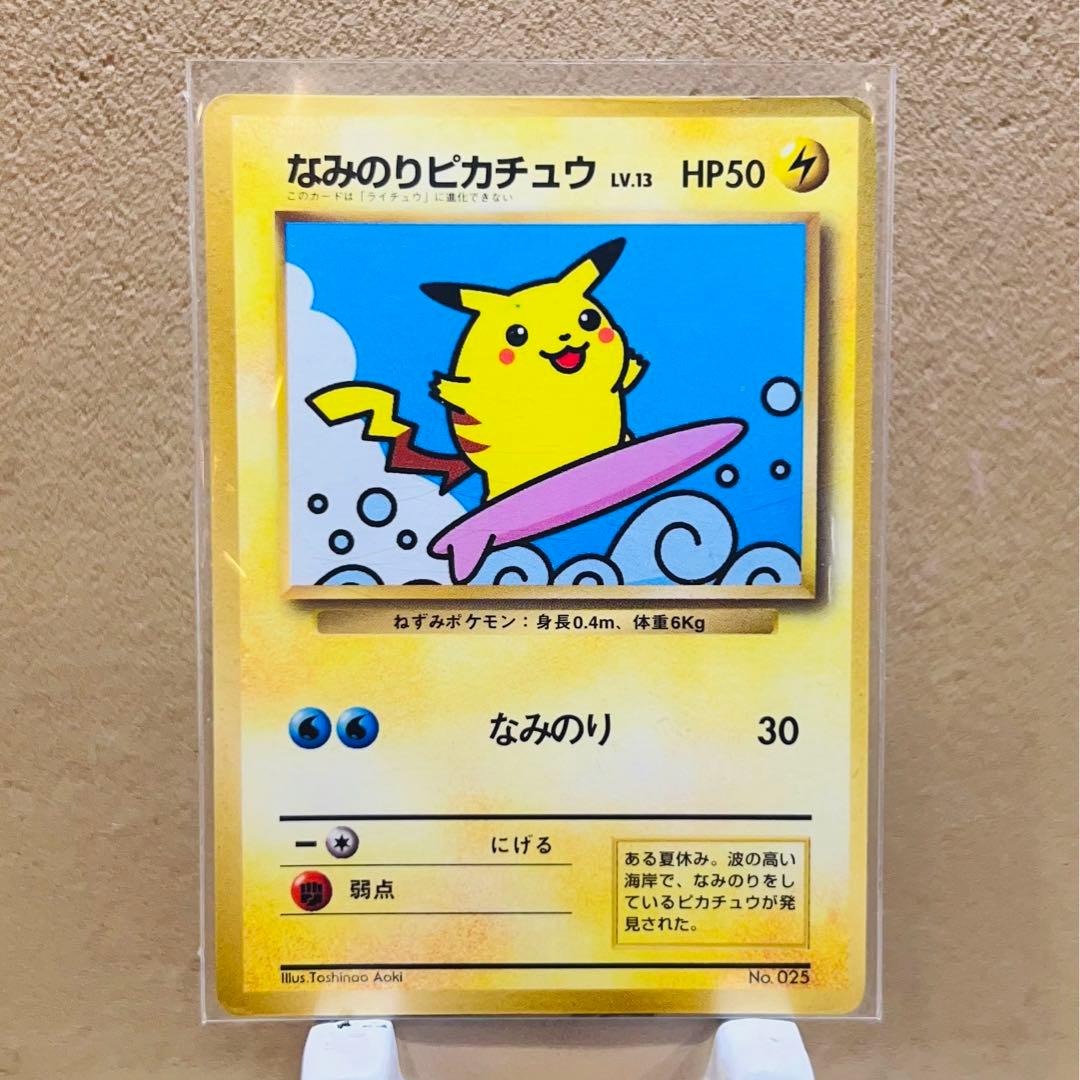 なみのりピカチュウ LV.13 HP50
このカードは「ライチュウ」に進化できない
ねずみポケモン：身長0.4m、体重6Kg
なみのり 30
ー にげる
弱点
ある夏休み。波の高い
海岸で、なみのりをし
ているピカチュウが発
見された。
Illus.Toshinao Aoki No. 025